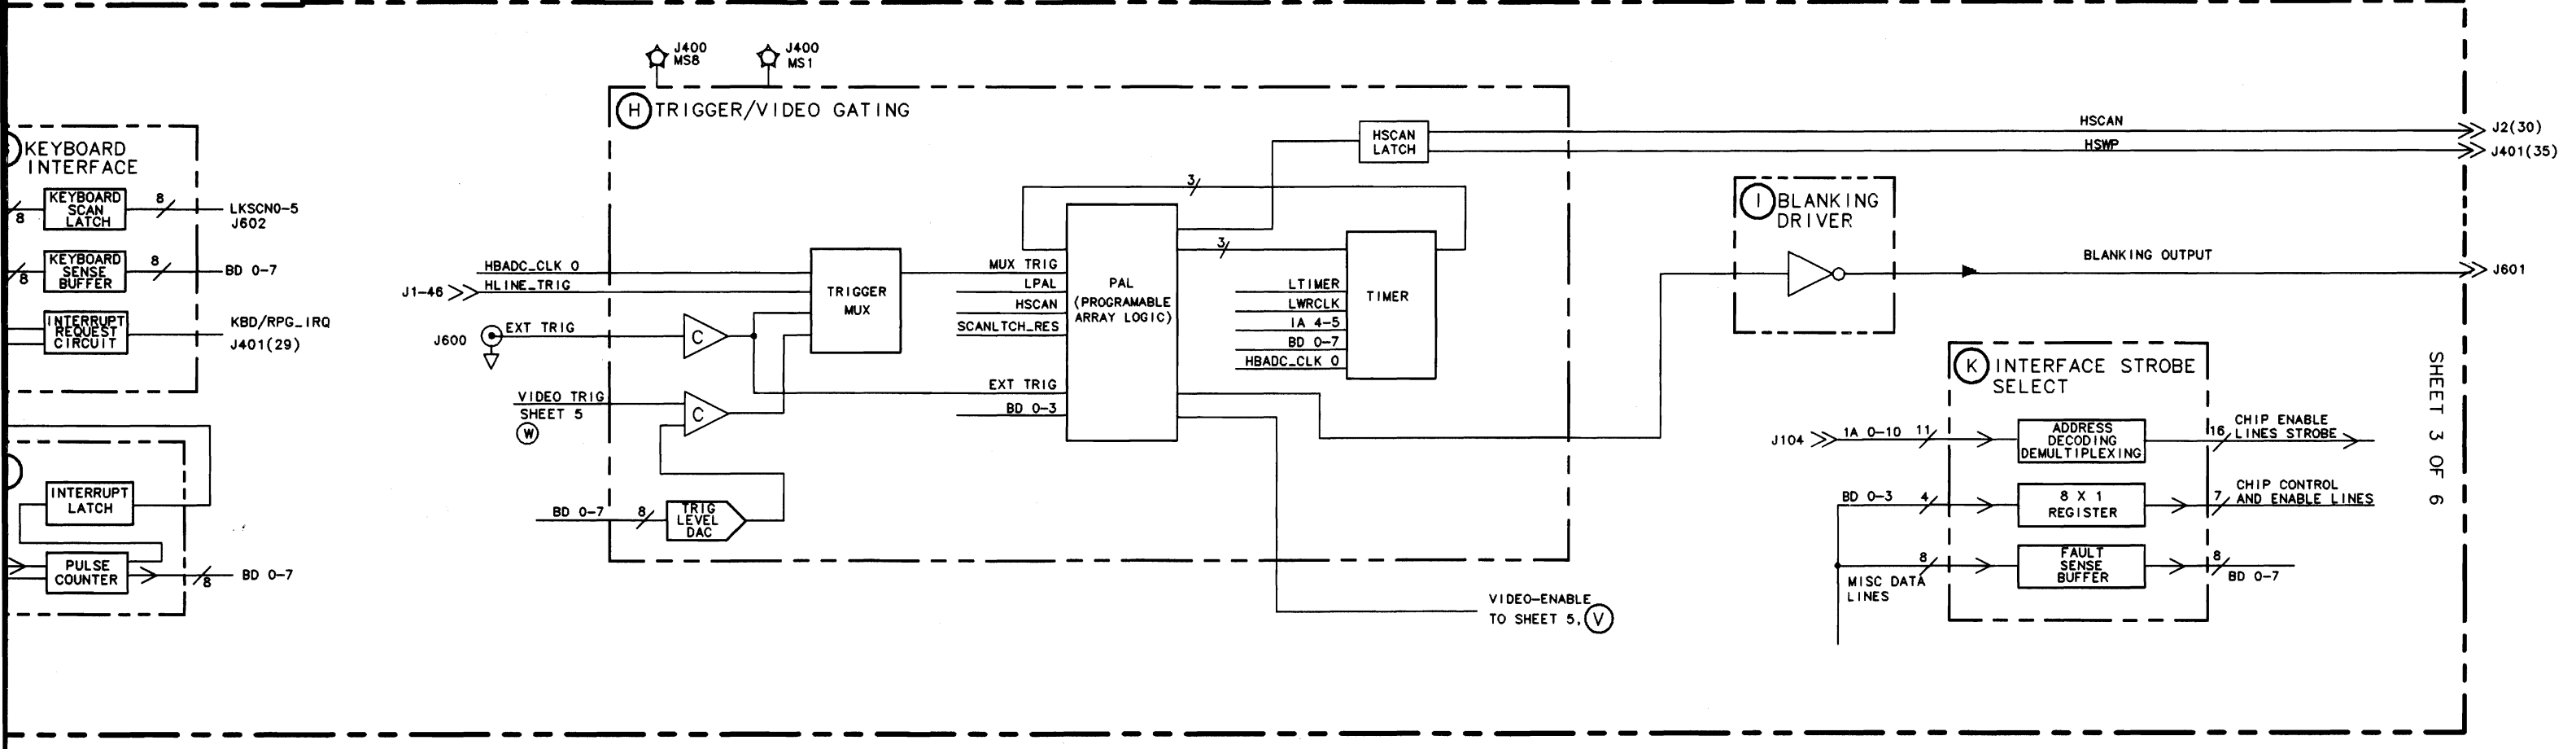 J400
MS8
J400
MS1
H TRIGGER/VIDEO GATING
KEYBOARD
INTERFACE
KEYBOARD
SCAN
LATCH
8
8
LKSCN0-5
J602
KEYBOARD
SENSE
BUFFER
8
8
BD 0-7
INTERRUPT
REQUEST
CIRCUIT
KBD/RPG_IRQ
J401(29)
INTERRUPT
LATCH
PULSE
COUNTER
8
BD 0-7
HBADC_CLK 0
J1-46
HLINE_TRIG
J600
EXT TRIG
C
VIDEO TRIG
SHEET 5
W
C
BD 0-7
8
TRIG
LEVEL
DAC
TRIGGER
MUX
MUX TRIG
LPAL
HSCAN
SCANLTCH_RES
EXT TRIG
BD 0-3
PAL
(PROGRAMABLE
ARRAY LOGIC)
3
3
HSCAN
LATCH
LTIMER
LWRCLK
IA 4-5
BD 0-7
HBADC_CLK 0
TIMER
VIDEO-ENABLE
TO SHEET 5, V
HSCAN
J2(30)
HSWP
J401(35)
I BLANKING
DRIVER
BLANKING OUTPUT
J601
K INTERFACE STROBE
SELECT
J104
1A 0-10
11
ADDRESS
DECODING
DEMULTIPLEXING
16
CHIP ENABLE
LINES STROBE
BD 0-3
4
8 X 1
REGISTER
7
CHIP CONTROL
AND ENABLE LINES
8
MISC DATA
LINES
FAULT
SENSE
BUFFER
8
BD 0-7
SHEET 3 OF 6